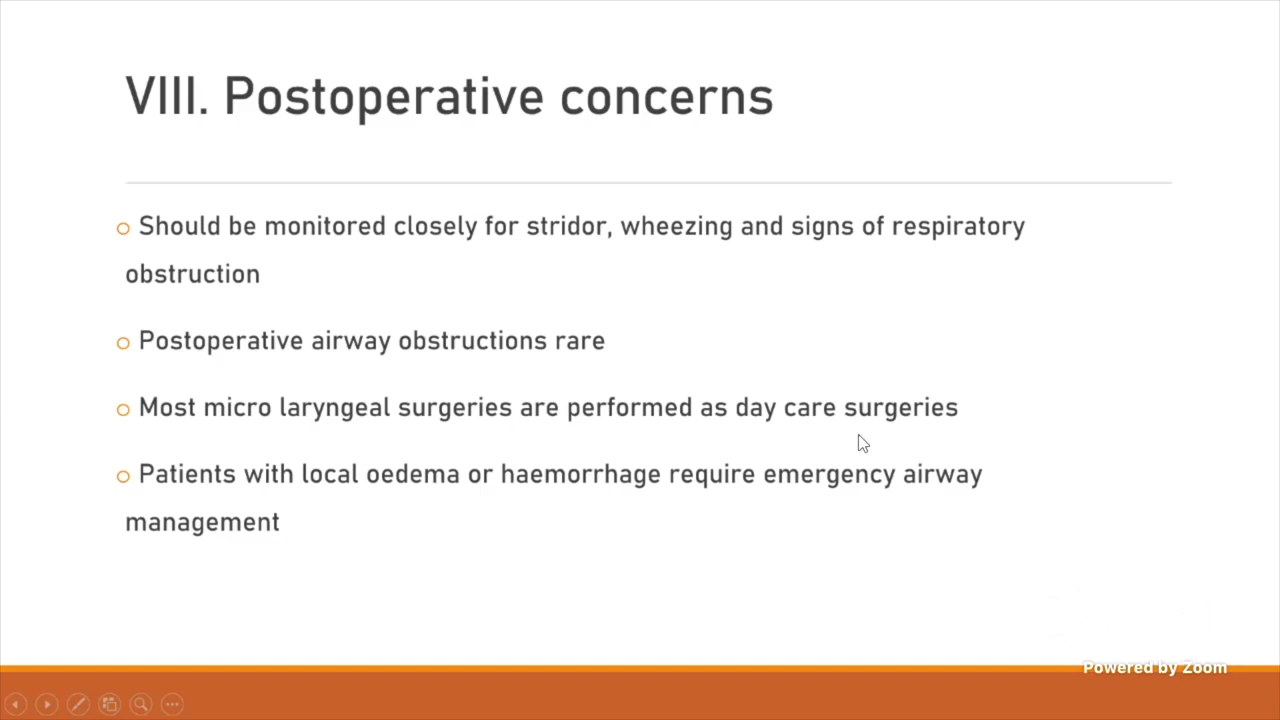 VIII. Postoperative concerns
o Should be monitored closely for stridor, wheezing and signs of respiratory
obstruction
o Postoperative airway obstructions rare
o Most micro laryngeal surgeries are performed as day care surgeries
o Patients with local oedema or haemorrhage require emergency airway
management
Powered by Zoom